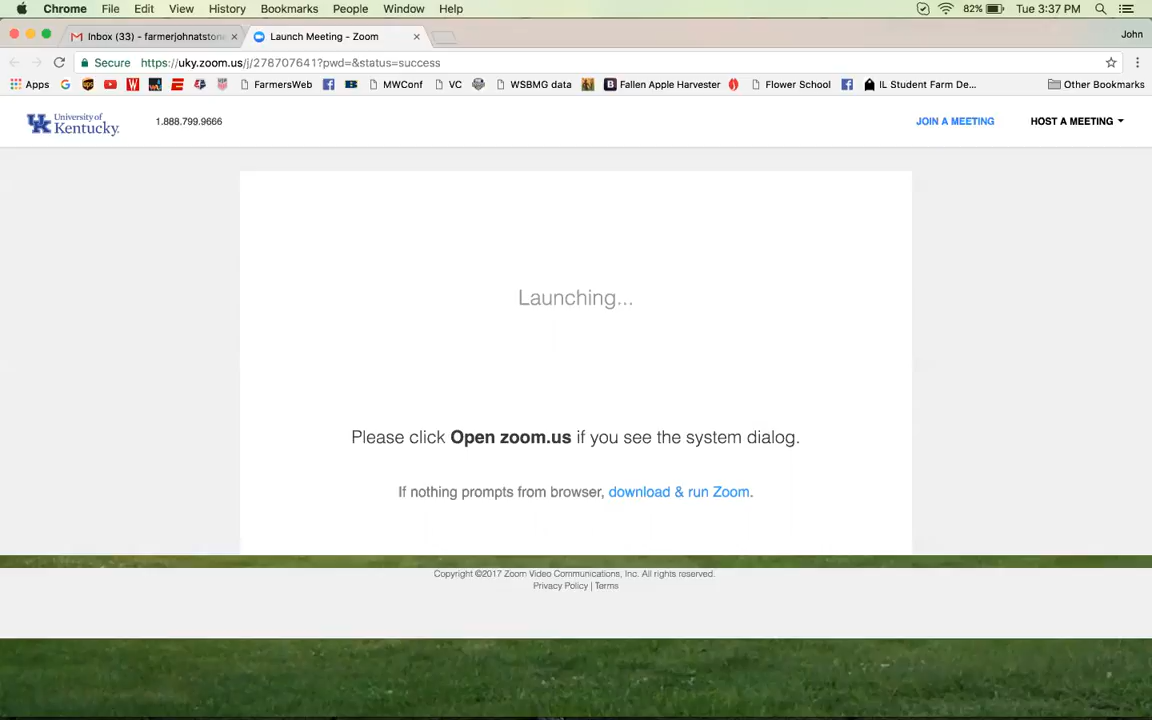 Chrome File Edit View History Bookmarks People Window Help 82% Tue 3:37 PM
Inbox (33) - farmerjohnatston
Launch Meeting - Zoom
John
Secure https://uky.zoom.us/j/278707641?pwd=&status=success
Apps FarmersWeb MWConf VC WSBMG data Fallen Apple Harvester Flower School IL Student Farm De... Other Bookmarks
University of
Kentucky
1.888.799.9666
JOIN A MEETING
HOST A MEETING
Launching...
Please click Open zoom.us if you see the system dialog.
If nothing prompts from browser, download & run Zoom.
Copyright ©2017 Zoom Video Communications, Inc. All rights reserved.
Privacy Policy | Terms